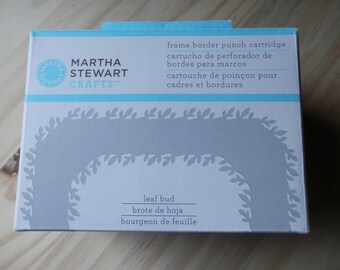 MARTHA
STEWART
CRAFTS™
frame border punch cartridge
cartucho de perforador de
bordes para marcos
cartouche de poinçon pour
cadres et bordures
leaf bud
brote de hoja
bourgeon de feuille